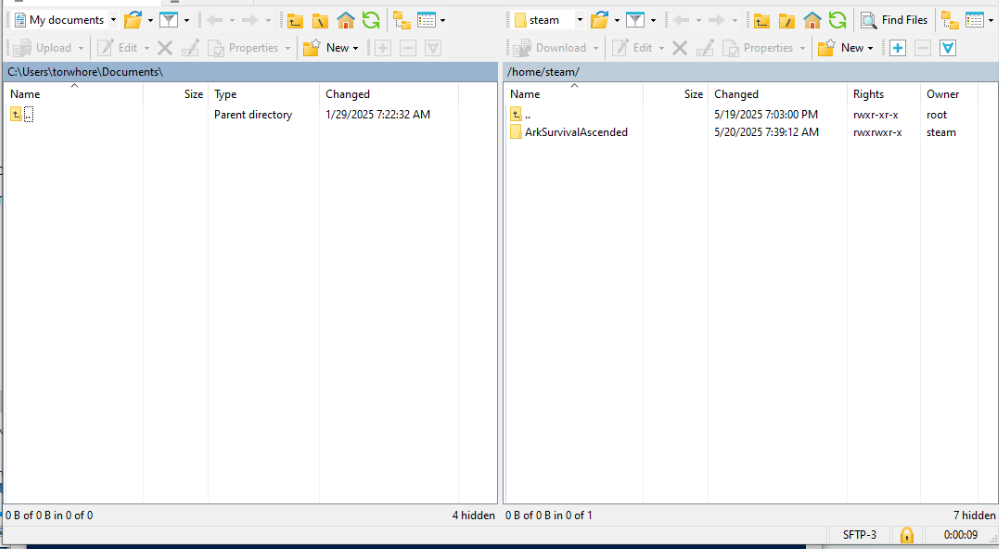 My documents
Upload Edit Properties New
C:\Users\torwhore\Documents\
Name Size Type Changed
.. Parent directory 1/29/2025 7:22:32 AM
0 B of 0 B in 0 of 0 4 hidden
steam Find Files
Download Edit Properties New
/home/steam/
Name Size Changed Rights Owner
.. 5/19/2025 7:03:00 PM rwxr-xr-x root
ArkSurvivalAscended 5/20/2025 7:39:12 AM rwxrwxr-x steam
0 B of 0 B in 0 of 1 7 hidden
SFTP-3 0:00:09